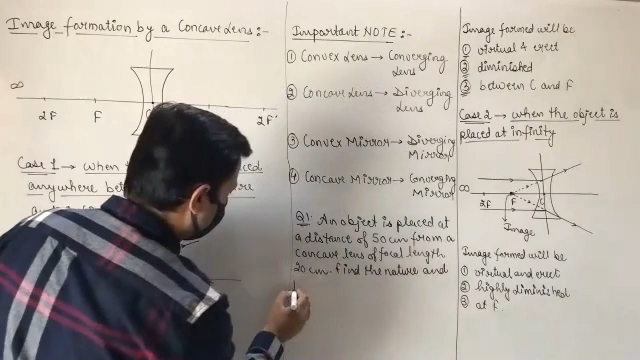 Image formation by a Concave Lens:-
∞
2F
F
2F'
Case 1 → when the
placed
anywhere be
Important NOTE:-
① Convex Lens → Converging
Lens
② Concave Lens → Diverging
Lens
③ Convex Mirror → Diverging
Mirror
④ Concave Mirror → Converging
Mirror
Q1: An object is placed at
a distance of 50 cm from a
concave lens of focal length
20 cm. Find the nature and
Image formed will be
① virtual & erect
② diminished
③ between C and F
Case 2 → when the object is
placed at infinity
∞
2F
F
C
Image
Image formed will be
① virtual and erect
② highly diminished
③ at F.